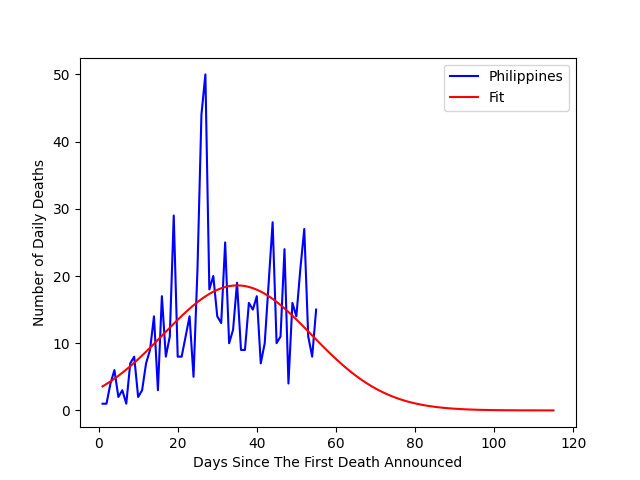 Philippines
Fit
50
40
30
20
10
0
Number of Daily Deaths
0 20 40 60 80 100 120
Days Since The First Death Announced